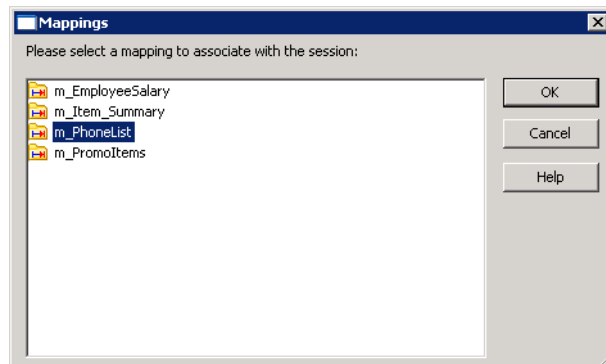 Mappings
Please select a mapping to associate with the session:
m_EmployeeSalary
m_Item_Summary
m_PhoneList
m_PromoItems
OK
Cancel
Help